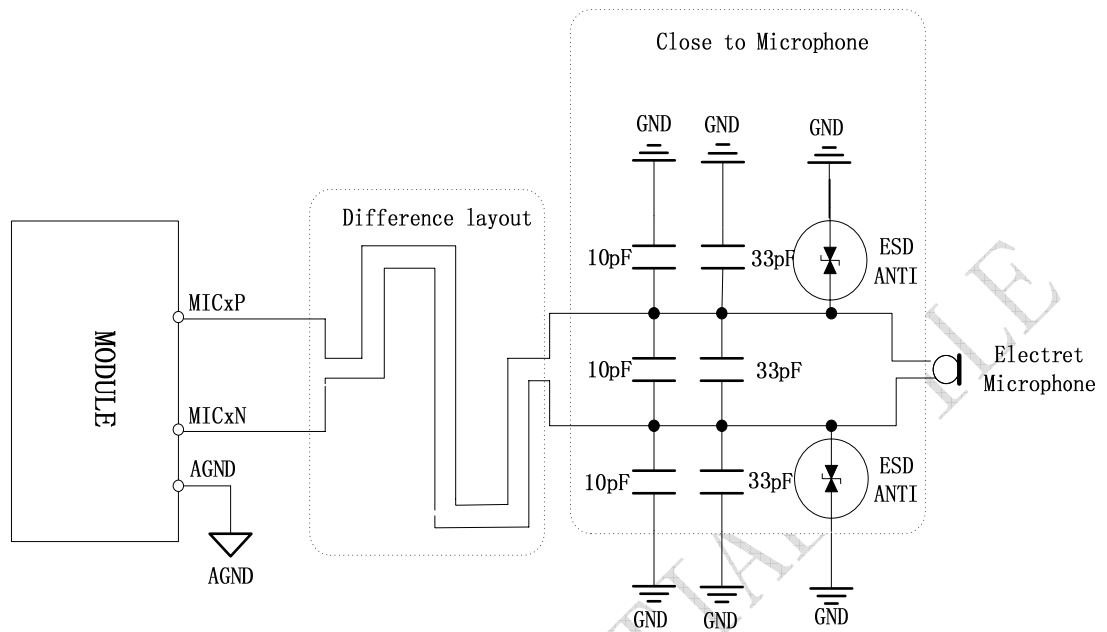 Close to Microphone
GND
GND
GND
Difference layout
10pF
33pF
ESD
ANTI
MICxP
MODULE
10pF
33pF
Electret
Microphone
MICxN
AGND
10pF
33pF
ESD
ANTI
AGND
GND
GND
GND